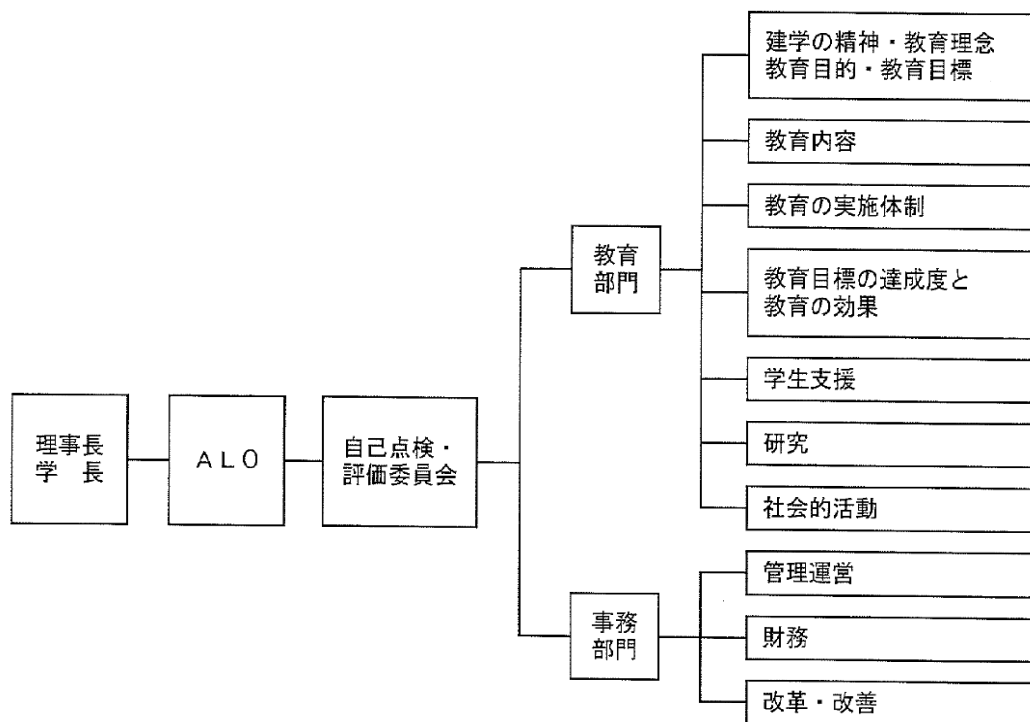 理事長
学　長
ＡＬＯ
自己点検・
評価委員会
教育
部門
建学の精神・教育理念
教育目的・教育目標
教育内容
教育の実施体制
教育目標の達成度と
教育の効果
学生支援
研究
社会的活動
事務
部門
管理運営
財務
改革・改善